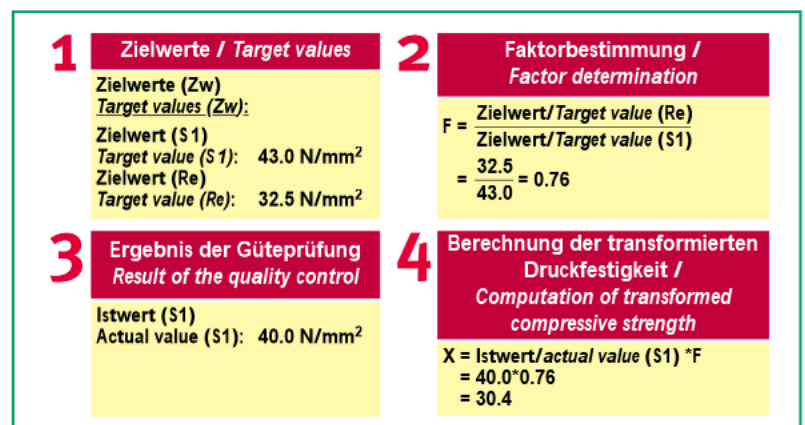 1
Zielwerte / Target values
Zielwerte (Zw)
Target values (Zw):
Zielwert (S1)
Target value (S1): 43.0 N/mm²
Zielwert (Re)
Target value (Re): 32.5 N/mm²
2
Faktorbestimmung /
Factor determination
F = Zielwert/Target value (Re)
Zielwert/Target value (S1)
= 32.5
43.0 = 0.76
3
Ergebnis der Güteprüfung
Result of the quality control
Istwert (S1)
Actual value (S1): 40.0 N/mm²
4
Berechnung der transformierten
Druckfestigkeit /
Computation of transformed
compressive strength
X = Istwert/actual value (S1) *F
= 40.0*0.76
= 30.4